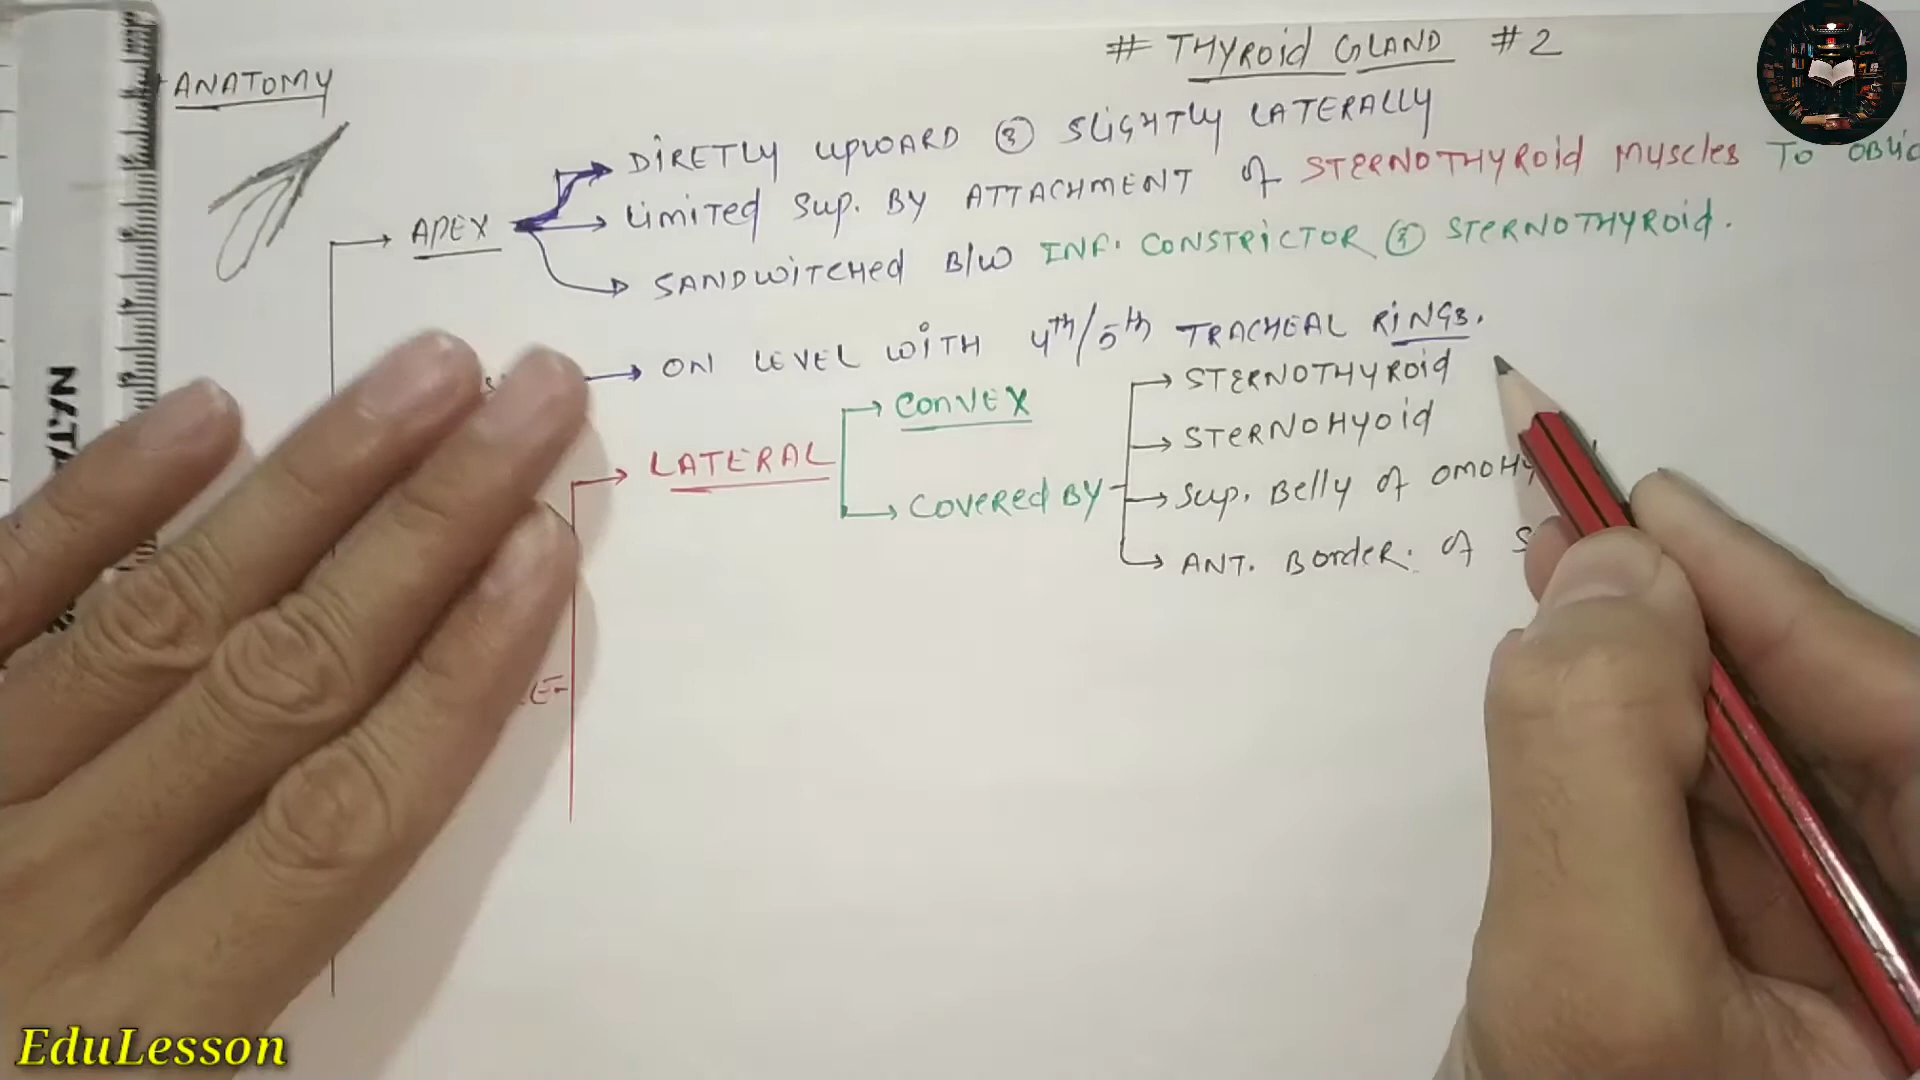 # THYROID GLAND #2
ANATOMY
DIRETLY UPWARD & SLIGHTLY LATERALLY
APEX
LIMITED SUP. BY ATTACHMENT OF STERNOTHYROID MUSCLES TO
SANDWITCHED B/W INF. CONSTRICTOR & STERNOTHYROID.
ON LEVEL WITH 4th/5th TRACHEAL RINGS.
LATERAL
CONVEX
COVERED BY
STERNOTHYROID
STERNOHYOID
SUP. BELLY OF
ANT. BORDER. OF
EduLesson